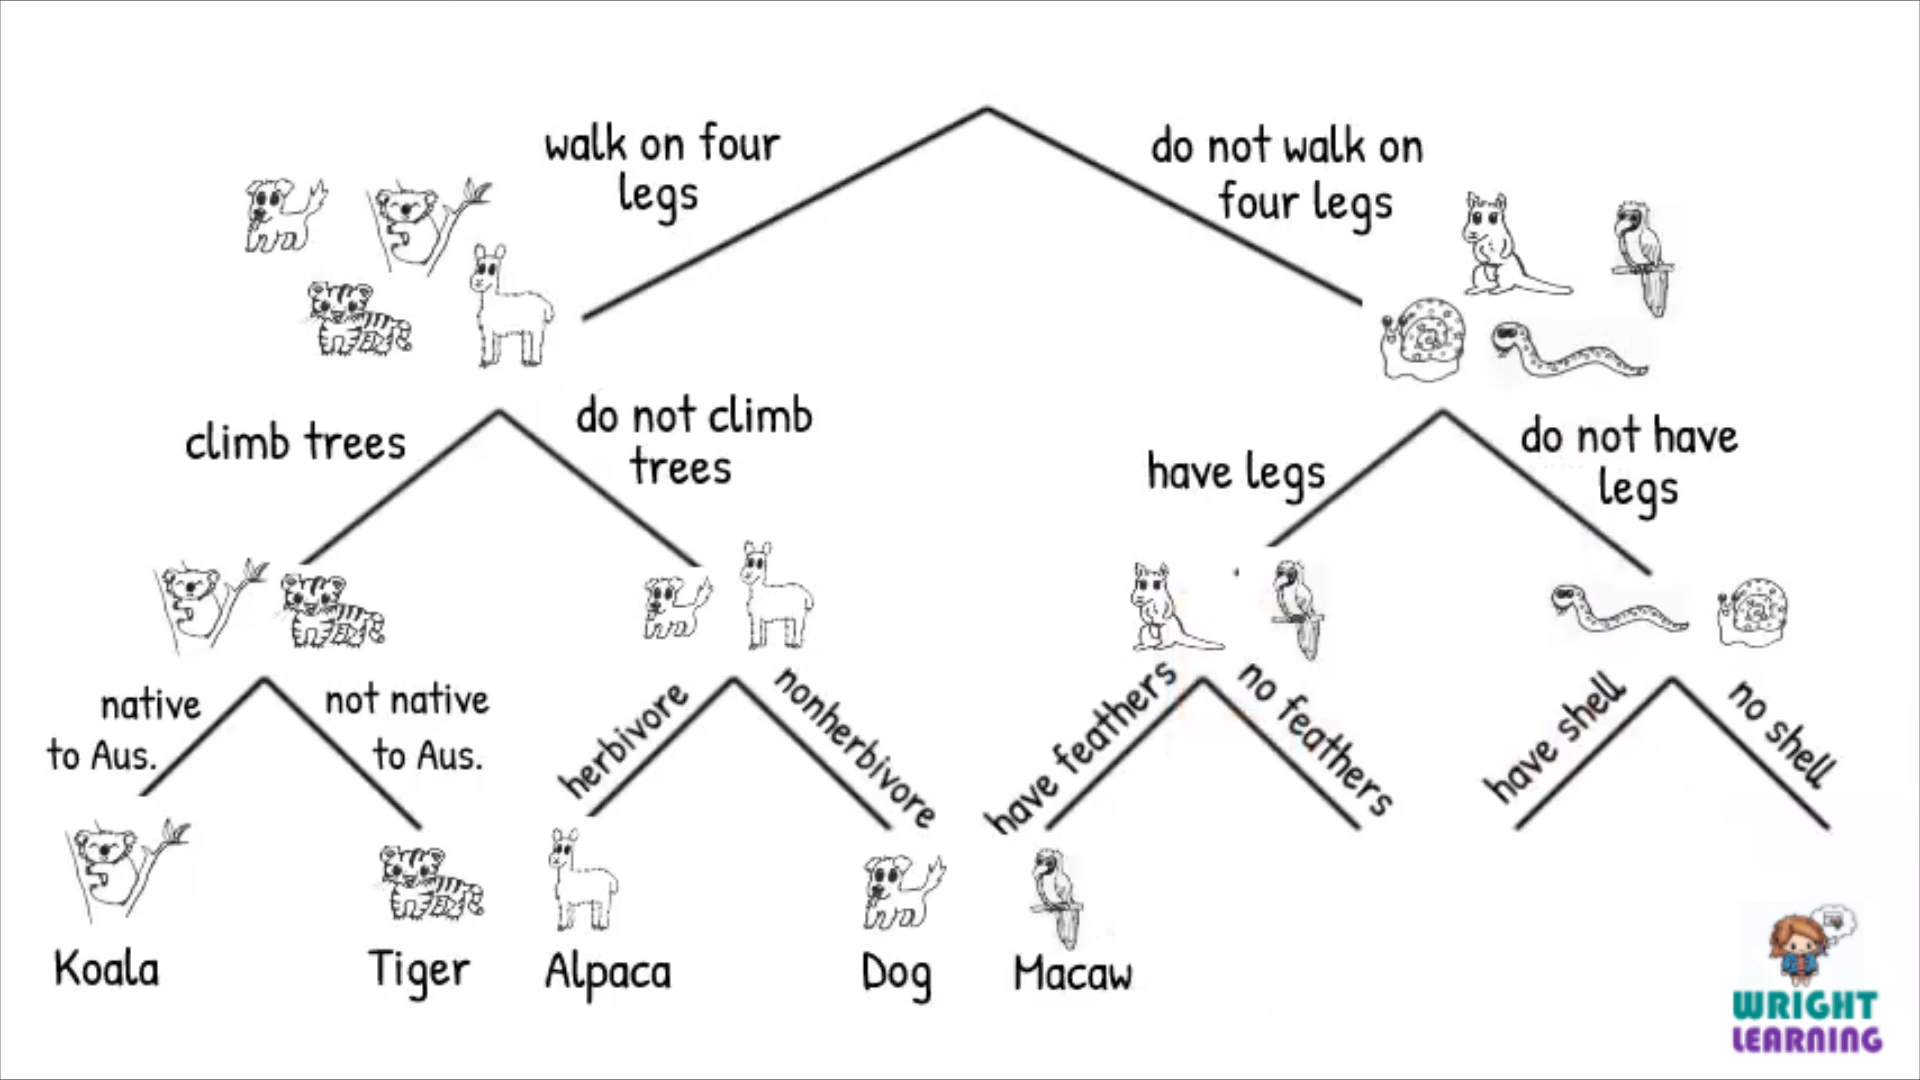 walk on four
legs
do not walk on
four legs
climb trees
do not climb
trees
have legs
do not have
legs
native
to Aus.
not native
to Aus.
herbivore
nonherbivore
have feathers
no feathers
have shell
no shell
Koala
Tiger
Alpaca
Dog
Macaw
WRIGHT
LEARNING